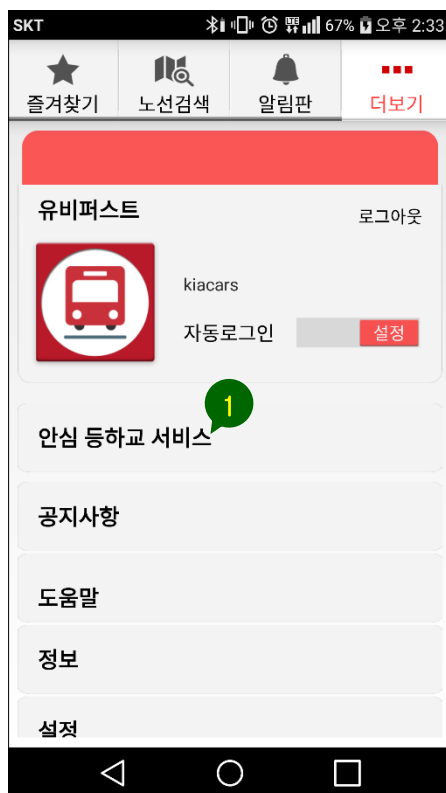 SKT 67% 오후 2:33
즐겨찾기 노선검색 알림판 더보기
유비퍼스트 로그아웃
kiacars
자동로그인 설정
1
안심 등하교 서비스
공지사항
도움말
정보
설정